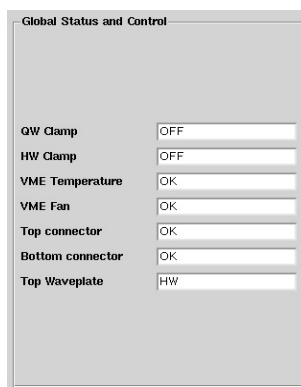 Global Status and Control
QW Clamp OFF
HW Clamp OFF
VME Temperature OK
VME Fan OK
Top connector OK
Bottom connector OK
Top Waveplate HW